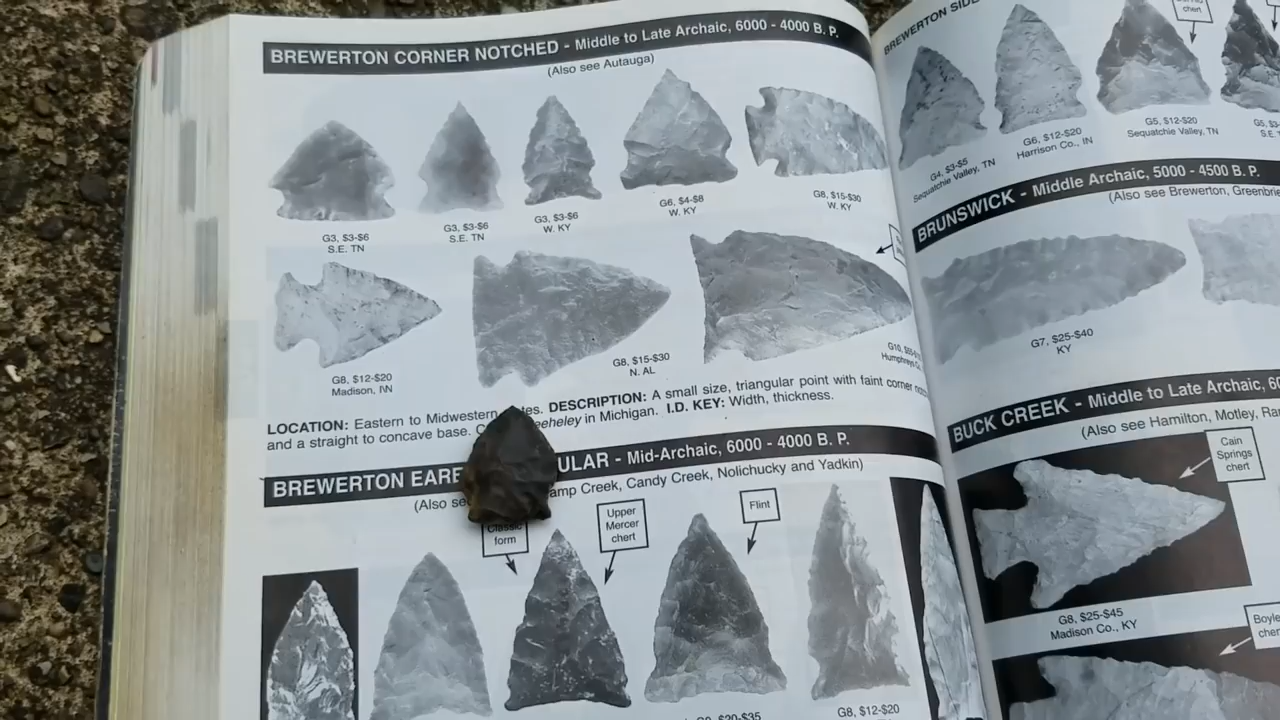 BREWERTON CORNER NOTCHED - Middle to Late Archaic, 6000 - 4000 B. P.
(Also see Autauga)
G3, $3-$6
S.E. TN
G3, $3-$6
S.E. TN
G3, $3-$6
W. KY
G6, $4-$8
W. KY
G8, $15-$30
W. KY
G8, $12-$20
Madison, IN
G8, $15-$30
N. AL
G10,
LOCATION: Eastern to Midwestern DESCRIPTION: A small size, triangular point with faint corner
and a straight to concave base. in Michigan. I.D. KEY: Width, thickness.
BREWERTON EARE ULAR - Mid-Archaic, 6000 - 4000 B. P.
(Also se amp Creek, Candy Creek, Nolichucky and Yadkin)
Classic
form
Upper
Mercer
chert
Flint
G8, $12-$20
BREWERTON SIDE
G4, $3-$5
Sequatchie Valley, TN
G6, $12-$20
Harrison Co., IN
chert
G5, $12-$20
Sequatchie Valley, TN
BRUNSWICK - Middle Archaic, 5000 - 4500 B. P.
(Also see Brewerton, Greenbrie
G7, $25-$40
KY
BUCK CREEK - Middle to Late Archaic,
(Also see Hamilton, Motley, Ra
Cain
Springs
chert
G8, $25-$45
Madison Co., KY
Boyle